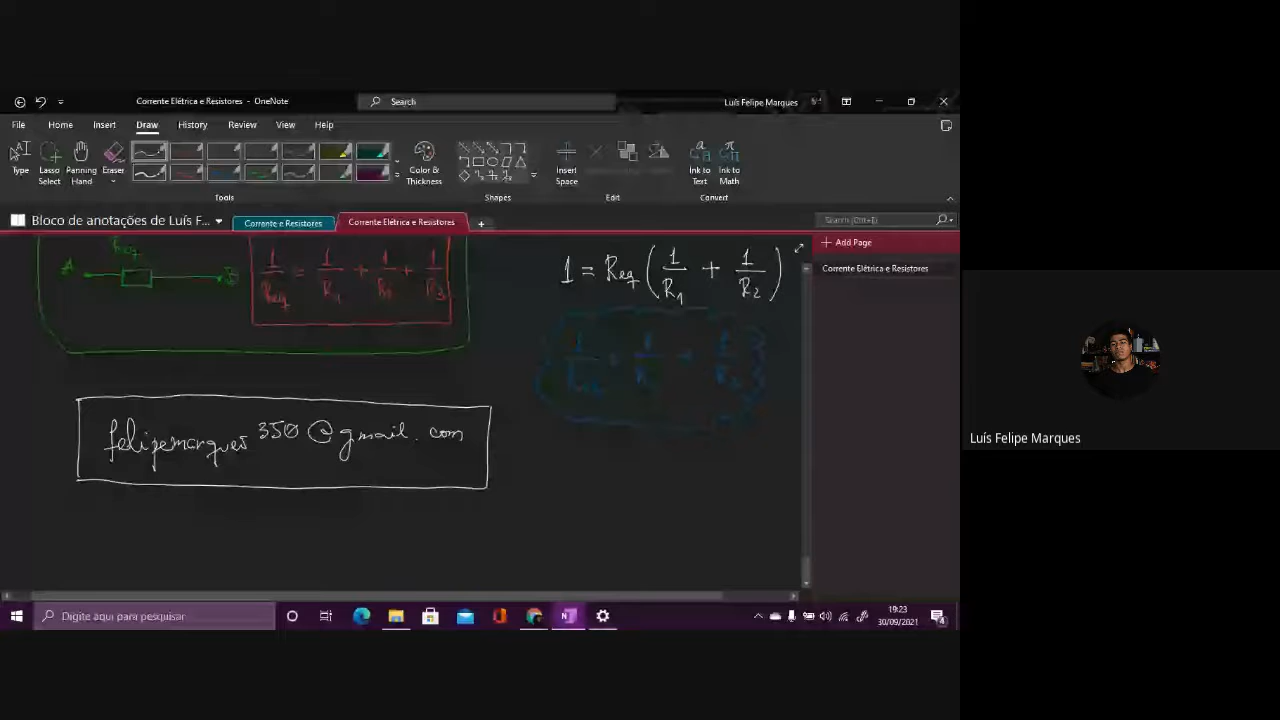 Corrente Elétrica e Resistores - OneNote
Search
Luís Felipe Marques
File Home Insert Draw History Review View Help
Type
Lasso Select
Panning Hand
Eraser
Color & Thickness
Insert Space
Ink to Text
Ink to Math
Tools
Shapes
Edit
Convert
Bloco de anotações de Luís F...
Corrente e Resistores
Corrente Elétrica e Resistores
Search (Ctrl+E)
Add Page
Corrente Elétrica e Resistores
Req
A B
1/Req = 1/R1 + 1/R2 + 1/R3
1 = Req (1/R1 + 1/R2)
felipemarques350@gmail.com
Luís Felipe Marques
Digite aqui para pesquisar
19:23
30/09/2021
4